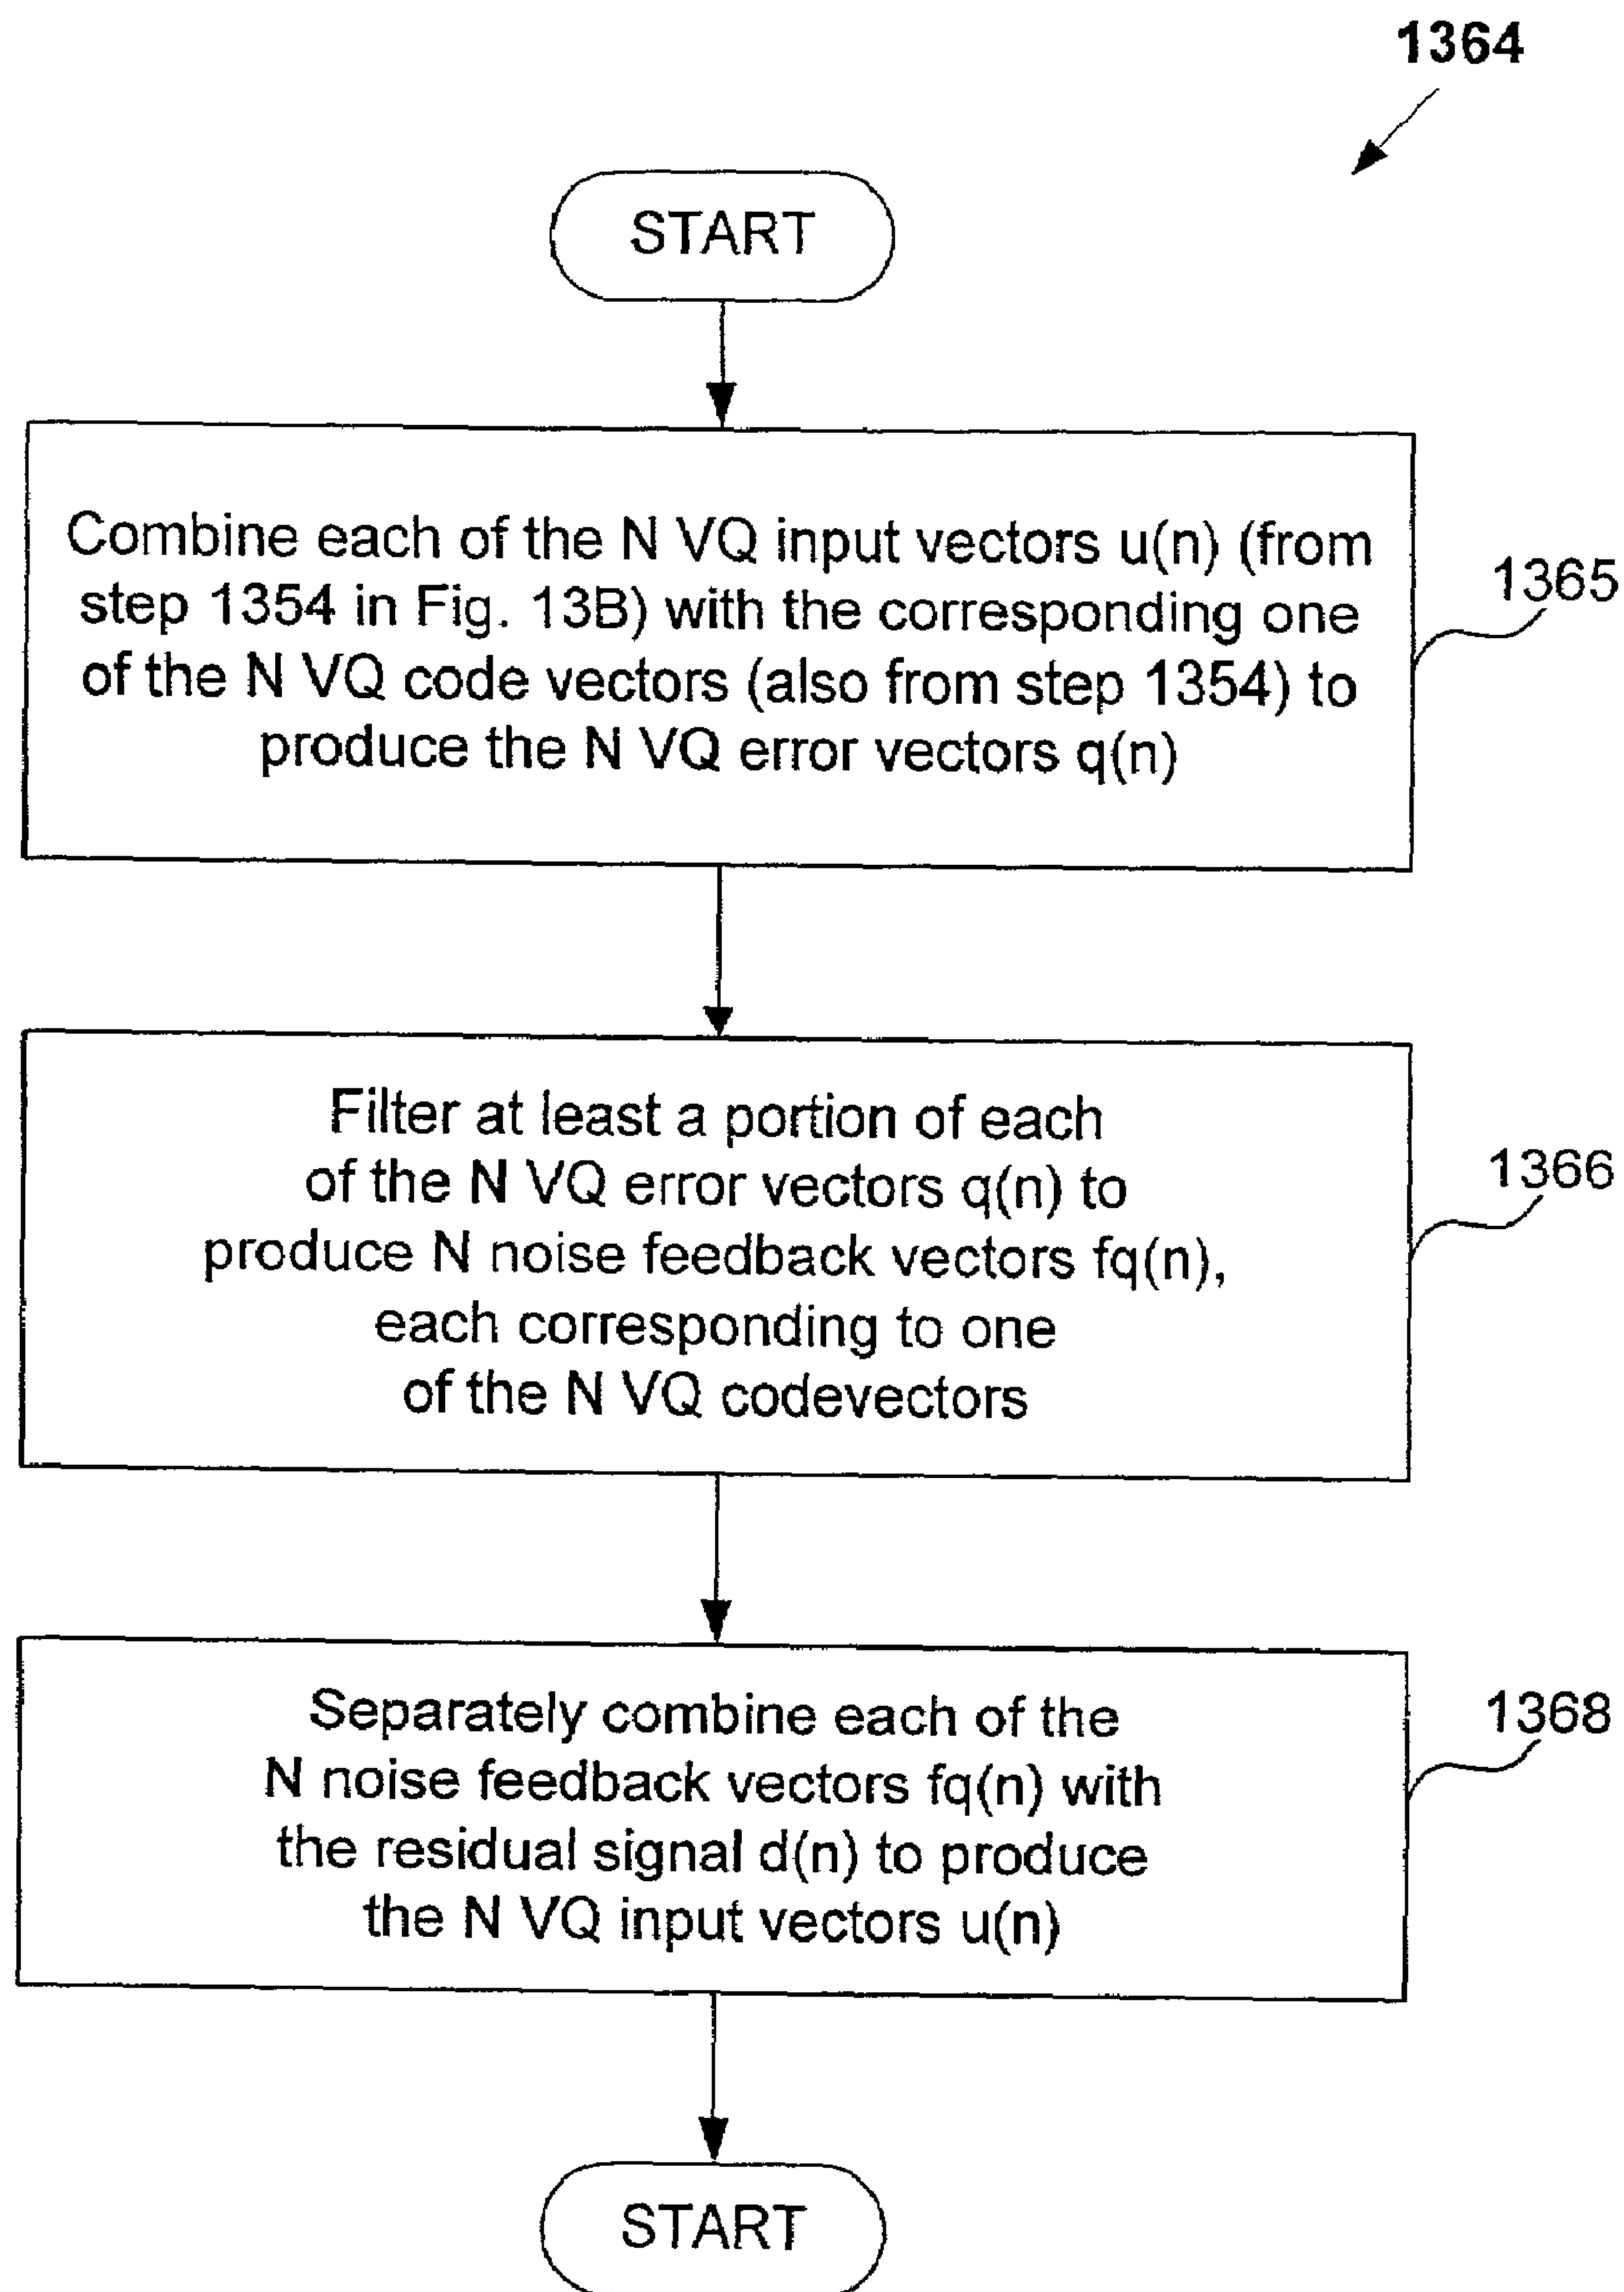 1364
START
Combine each of the N VQ input vectors u(n) (from
step 1354 in Fig. 13B) with the corresponding one
of the N VQ code vectors (also from step 1354) to
produce the N VQ error vectors q(n)
1365
Filter at least a portion of each
of the N VQ error vectors q(n) to
produce N noise feedback vectors fq(n),
each corresponding to one
of the N VQ codevectors
1366
Separately combine each of the
N noise feedback vectors fq(n) with
the residual signal d(n) to produce
the N VQ input vectors u(n)
1368
START